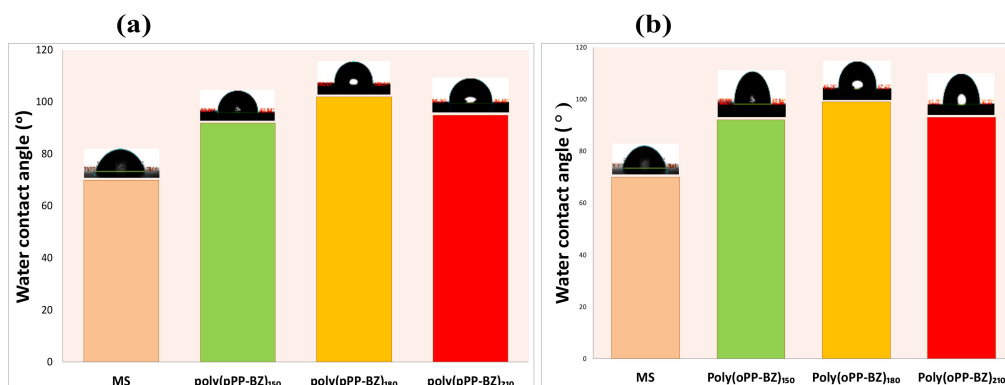 (a)
Water contact angle (º)
120
100
80
60
40
20
0
MS
poly(pPP-BZ)₁₅₀
poly(pPP-BZ)₁₈₀
poly(pPP-BZ)₂₁₀
(b)
Water contact angle ( ° )
120
100
80
60
40
20
0
MS
Poly(oPP-BZ)₁₅₀
Poly(oPP-BZ)₁₈₀
Poly(oPP-BZ)₂₁₀